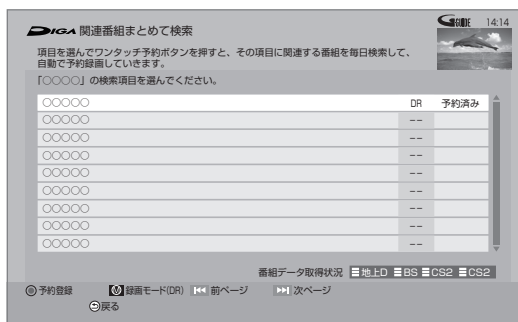 DIGA 関連番組まとめて検索
GGUIDE 14:14
項目を選んでワンタッチ予約ボタンを押すと、その項目に関連する番組を毎日検索して、
自動で予約録画していきます。
「○○○○」の検索項目を選んでください。
○○○○○ DR 予約済み
○○○○○ --
○○○○○ --
○○○○○ --
○○○○○ --
○○○○○ --
○○○○○ --
○○○○○ --
○○○○○ --
番組データ取得状況 地上D BS CS2 CS2
予約登録 録画モード(DR) 前ページ 次ページ
戻る